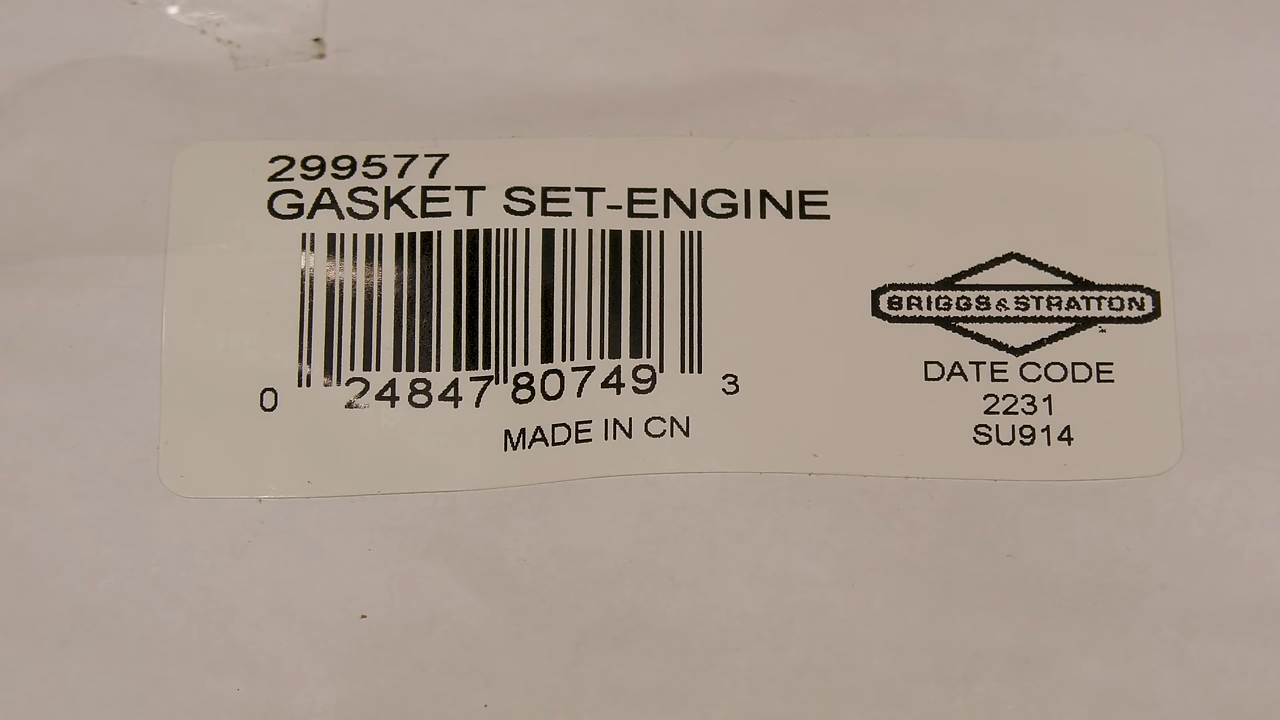 299577
GASKET SET-ENGINE
0 24847 80749 3
MADE IN CN
BRIGGS&STRATTON
DATE CODE
2231
SU914